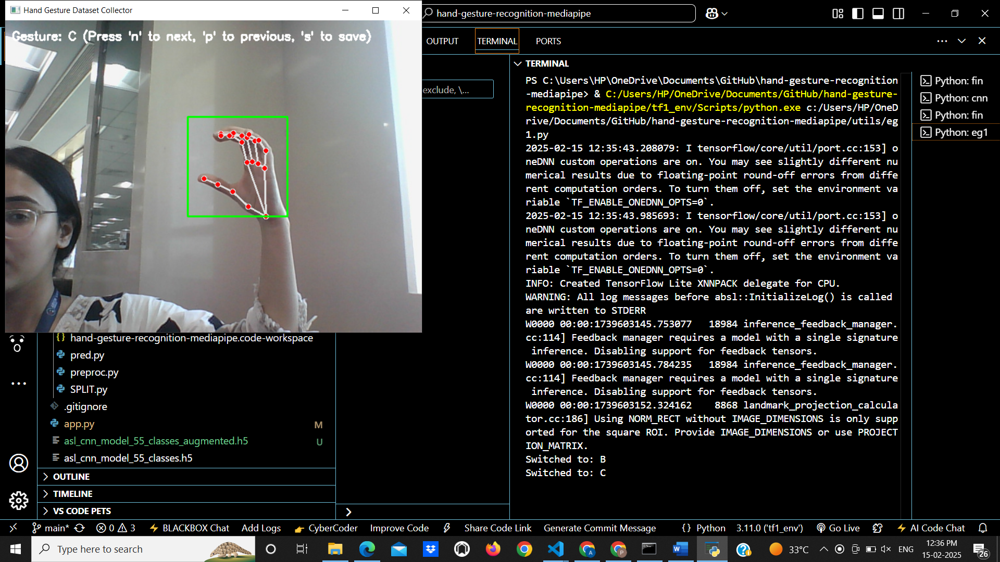 Hand Gesture Dataset Collector
Gesture: C (Press 'n' to next, 'p' to previous, 's' to save)
hand-gesture-recognition-mediapipe
OUTPUT
TERMINAL
PORTS
exclude, \...
TERMINAL
PS C:\Users\HP\OneDrive\Documents\GitHub\hand-gesture-recognition
-mediapipe> & C:/Users/HP/OneDrive/Documents/GitHub/hand-gesture-
recognition-mediapipe/tf1_env/Scripts/python.exe c:/Users/HP/OneD
rive/Documents/GitHub/hand-gesture-recognition-mediapipe/utils/eg
1.py
2025-02-15 12:35:43.208079: I tensorflow/core/util/port.cc:153] o
neDNN custom operations are on. You may see slightly different nu
merical results due to floating-point round-off errors from diffe
rent computation orders. To turn them off, set the environment va
riable `TF_ENABLE_ONEDNN_OPTS=0`.
2025-02-15 12:35:43.985693: I tensorflow/core/util/port.cc:153] o
neDNN custom operations are on. You may see slightly different nu
merical results due to floating-point round-off errors from diffe
rent computation orders. To turn them off, set the environment va
riable `TF_ENABLE_ONEDNN_OPTS=0`.
INFO: Created TensorFlow Lite XNNPACK delegate for CPU.
WARNING: All log messages before absl::InitializeLog() is called
are written to STDERR
W0000 00:00:1739603145.753077   18984 inference_feedback_manager.
cc:114] Feedback manager requires a model with a single signature
 inference. Disabling support for feedback tensors.
W0000 00:00:1739603145.784235   18984 inference_feedback_manager.
cc:114] Feedback manager requires a model with a single signature
 inference. Disabling support for feedback tensors.
W0000 00:00:1739603152.324162    8868 landmark_projection_calcula
tor.cc:186] Using NORM_RECT without IMAGE_DIMENSIONS is only supp
orted for the square ROI. Provide IMAGE_DIMENSIONS or use PROJECT
ION_MATRIX.
Switched to: B
Switched to: C
Python: fin
Python: cnn
Python: fin
Python: eg1
{} hand-gesture-recognition-mediapipe.code-workspace
pred.py
preproc.py
SPLIT.py
.gitignore
app.py M
asl_cnn_model_55_classes_augmented.h5 U
asl_cnn_model_55_classes.h5
OUTLINE
TIMELINE
VS CODE PETS
main* 0 3 BLACKBOX Chat Add Logs CyberCoder Improve Code Share Code Link Generate Commit Message {} Python 3.11.0 ('tf1_env') Go Live AI Code Chat
Type here to search
33°C
ENG
12:36 PM
15-02-2025
26